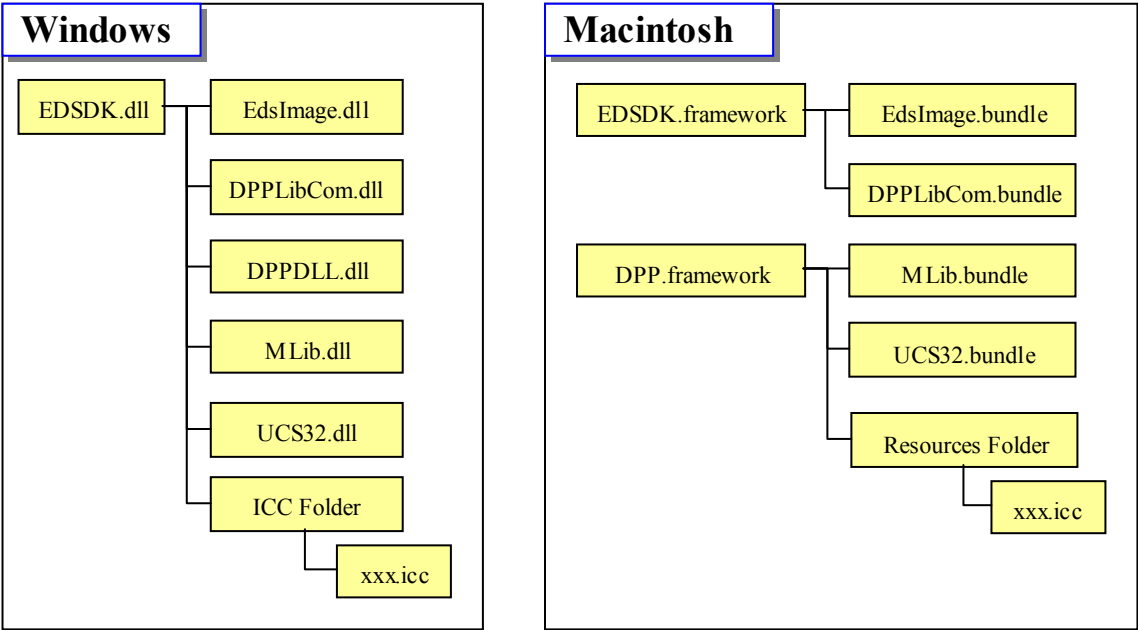 Windows
EDSDK.dll
EdsImage.dll
DPPLibCom.dll
DPPDLL.dll
MLib.dll
UCS32.dll
ICC Folder
xxx.icc
Macintosh
EDSDK.framework
EdsImage.bundle
DPPLibCom.bundle
DPP.framework
MLib.bundle
UCS32.bundle
Resources Folder
xxx.icc